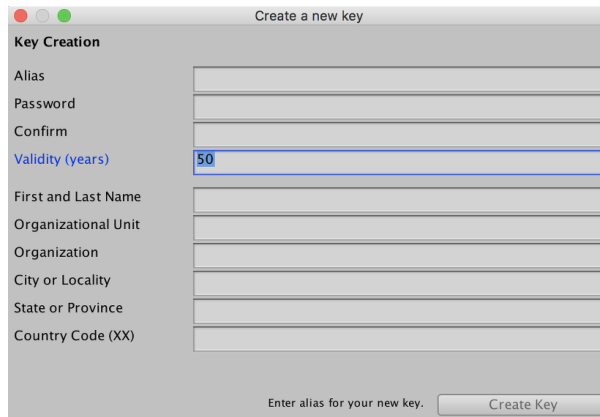 Create a new key
Key Creation
Alias
Password
Confirm
Validity (years) 50
First and Last Name
Organizational Unit
Organization
City or Locality
State or Province
Country Code (XX)
Enter alias for your new key. Create Key